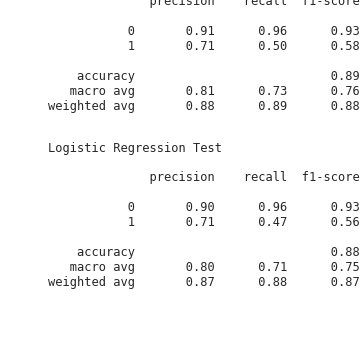 precision recall f1-score
0 0.91 0.96 0.93
1 0.71 0.50 0.58
accuracy 0.89
macro avg 0.81 0.73 0.76
weighted avg 0.88 0.89 0.88
Logistic Regression Test
precision recall f1-score
0 0.90 0.96 0.93
1 0.71 0.47 0.56
accuracy 0.88
macro avg 0.80 0.71 0.75
weighted avg 0.87 0.88 0.87